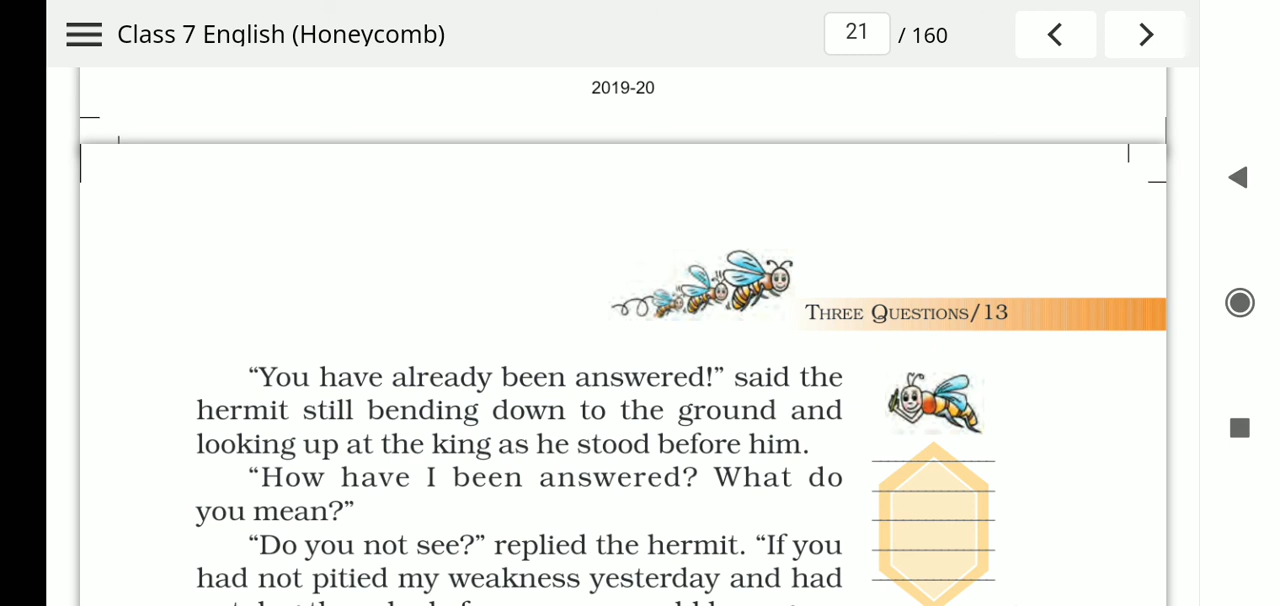 Class 7 English (Honeycomb)
21 / 160
2019-20
THREE QUESTIONS/13
“You have already been answered!” said the
hermit still bending down to the ground and
looking up at the king as he stood before him.
“How have I been answered? What do
you mean?”
“Do you not see?” replied the hermit. “If you
had not pitied my weakness yesterday and had